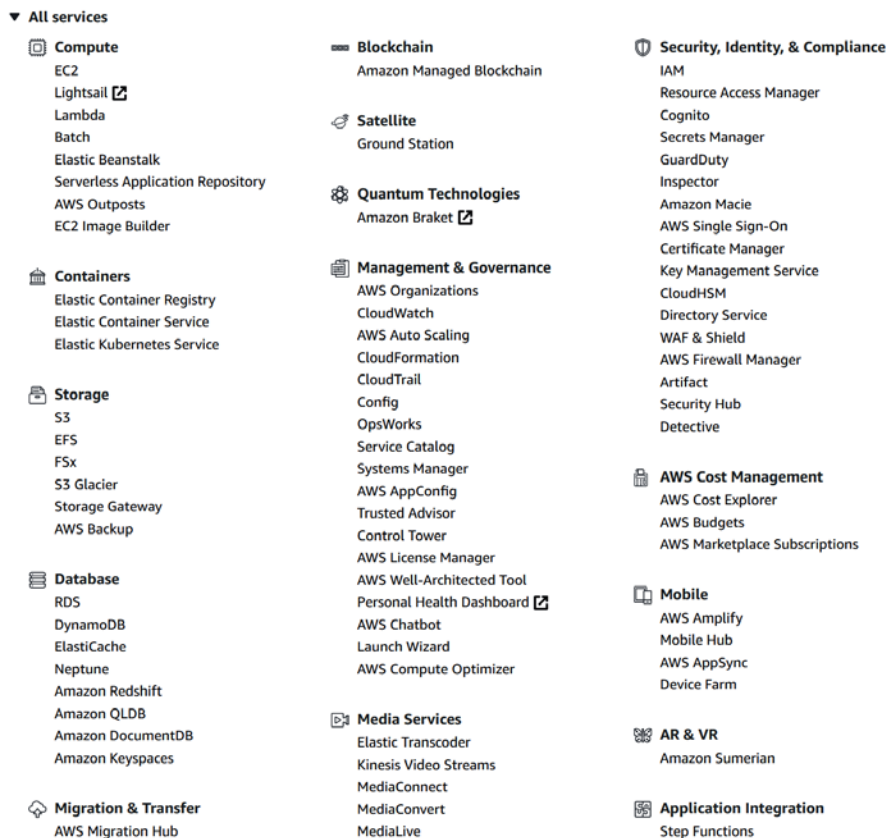 All services
Compute
EC2
Lightsail
Lambda
Batch
Elastic Beanstalk
Serverless Application Repository
AWS Outposts
EC2 Image Builder
Containers
Elastic Container Registry
Elastic Container Service
Elastic Kubernetes Service
Storage
S3
EFS
FSx
S3 Glacier
Storage Gateway
AWS Backup
Database
RDS
DynamoDB
ElastiCache
Neptune
Amazon Redshift
Amazon QLDB
Amazon DocumentDB
Amazon Keyspaces
Migration & Transfer
AWS Migration Hub
Blockchain
Amazon Managed Blockchain
Satellite
Ground Station
Quantum Technologies
Amazon Braket
Management & Governance
AWS Organizations
CloudWatch
AWS Auto Scaling
CloudFormation
CloudTrail
Config
OpsWorks
Service Catalog
Systems Manager
AWS AppConfig
Trusted Advisor
Control Tower
AWS License Manager
AWS Well-Architected Tool
Personal Health Dashboard
AWS Chatbot
Launch Wizard
AWS Compute Optimizer
Media Services
Elastic Transcoder
Kinesis Video Streams
MediaConnect
MediaConvert
MediaLive
Security, Identity, & Compliance
IAM
Resource Access Manager
Cognito
Secrets Manager
GuardDuty
Inspector
Amazon Macie
AWS Single Sign-On
Certificate Manager
Key Management Service
CloudHSM
Directory Service
WAF & Shield
AWS Firewall Manager
Artifact
Security Hub
Detective
AWS Cost Management
AWS Cost Explorer
AWS Budgets
AWS Marketplace Subscriptions
Mobile
AWS Amplify
Mobile Hub
AWS AppSync
Device Farm
AR & VR
Amazon Sumerian
Application Integration
Step Functions